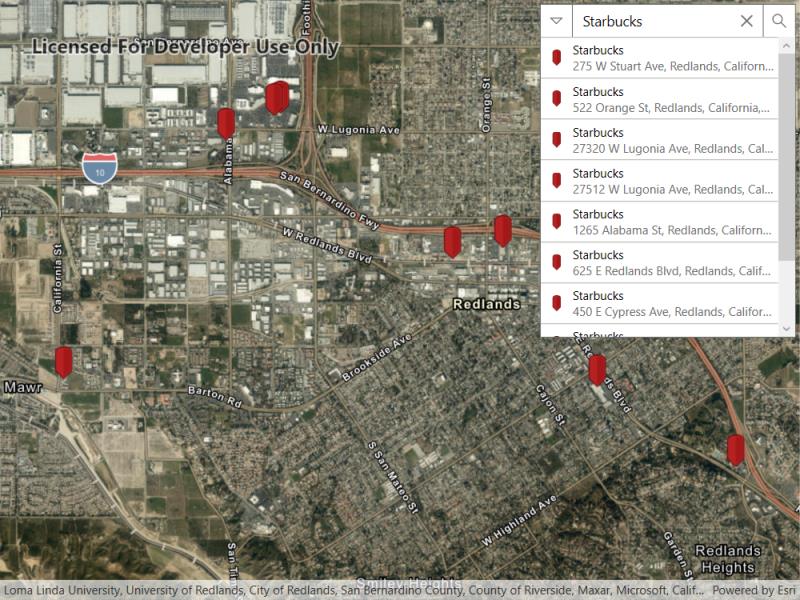 Starbucks
Starbucks
275 W Stuart Ave, Redlands, Californ...
Starbucks
522 Orange St, Redlands, California,...
Starbucks
27320 W Lugonia Ave, Redlands, Cal...
Starbucks
27512 W Lugonia Ave, Redlands, Cal...
Starbucks
1265 Alabama St, Redlands, Californ...
Starbucks
625 E Redlands Blvd, Redlands, Calif...
Starbucks
450 E Cypress Ave, Redlands, Califor...
Starbucks
Licensed For Developer Use Only
Foothi
Orange St
W Lugonia Ave
Alabama
10
San Bernardino Fwy
W Redlands Blvd
California St
Redlands
Brookside Ave
E Redlands Blvd
Mawr
Barton Rd
Cajon St
S San Mateo St
W Highland Ave
San Tim
Garden St
Redlands
Heights
Smiley Heights
Loma Linda University, University of Redlands, City of Redlands, San Bernardino County, County of Riverside, Maxar, Microsoft, Calif...
Powered by Esri